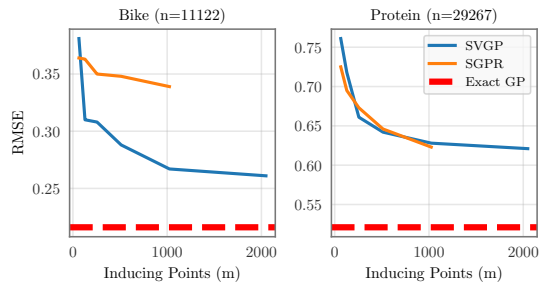 Bike (n=11122)
Protein (n=29267)
RMSE
0.35
0.30
0.25
0
1000
2000
Inducing Points (m)
0.75
0.70
0.65
0.60
0.55
0
1000
2000
Inducing Points (m)
SVGP
SGPR
Exact GP